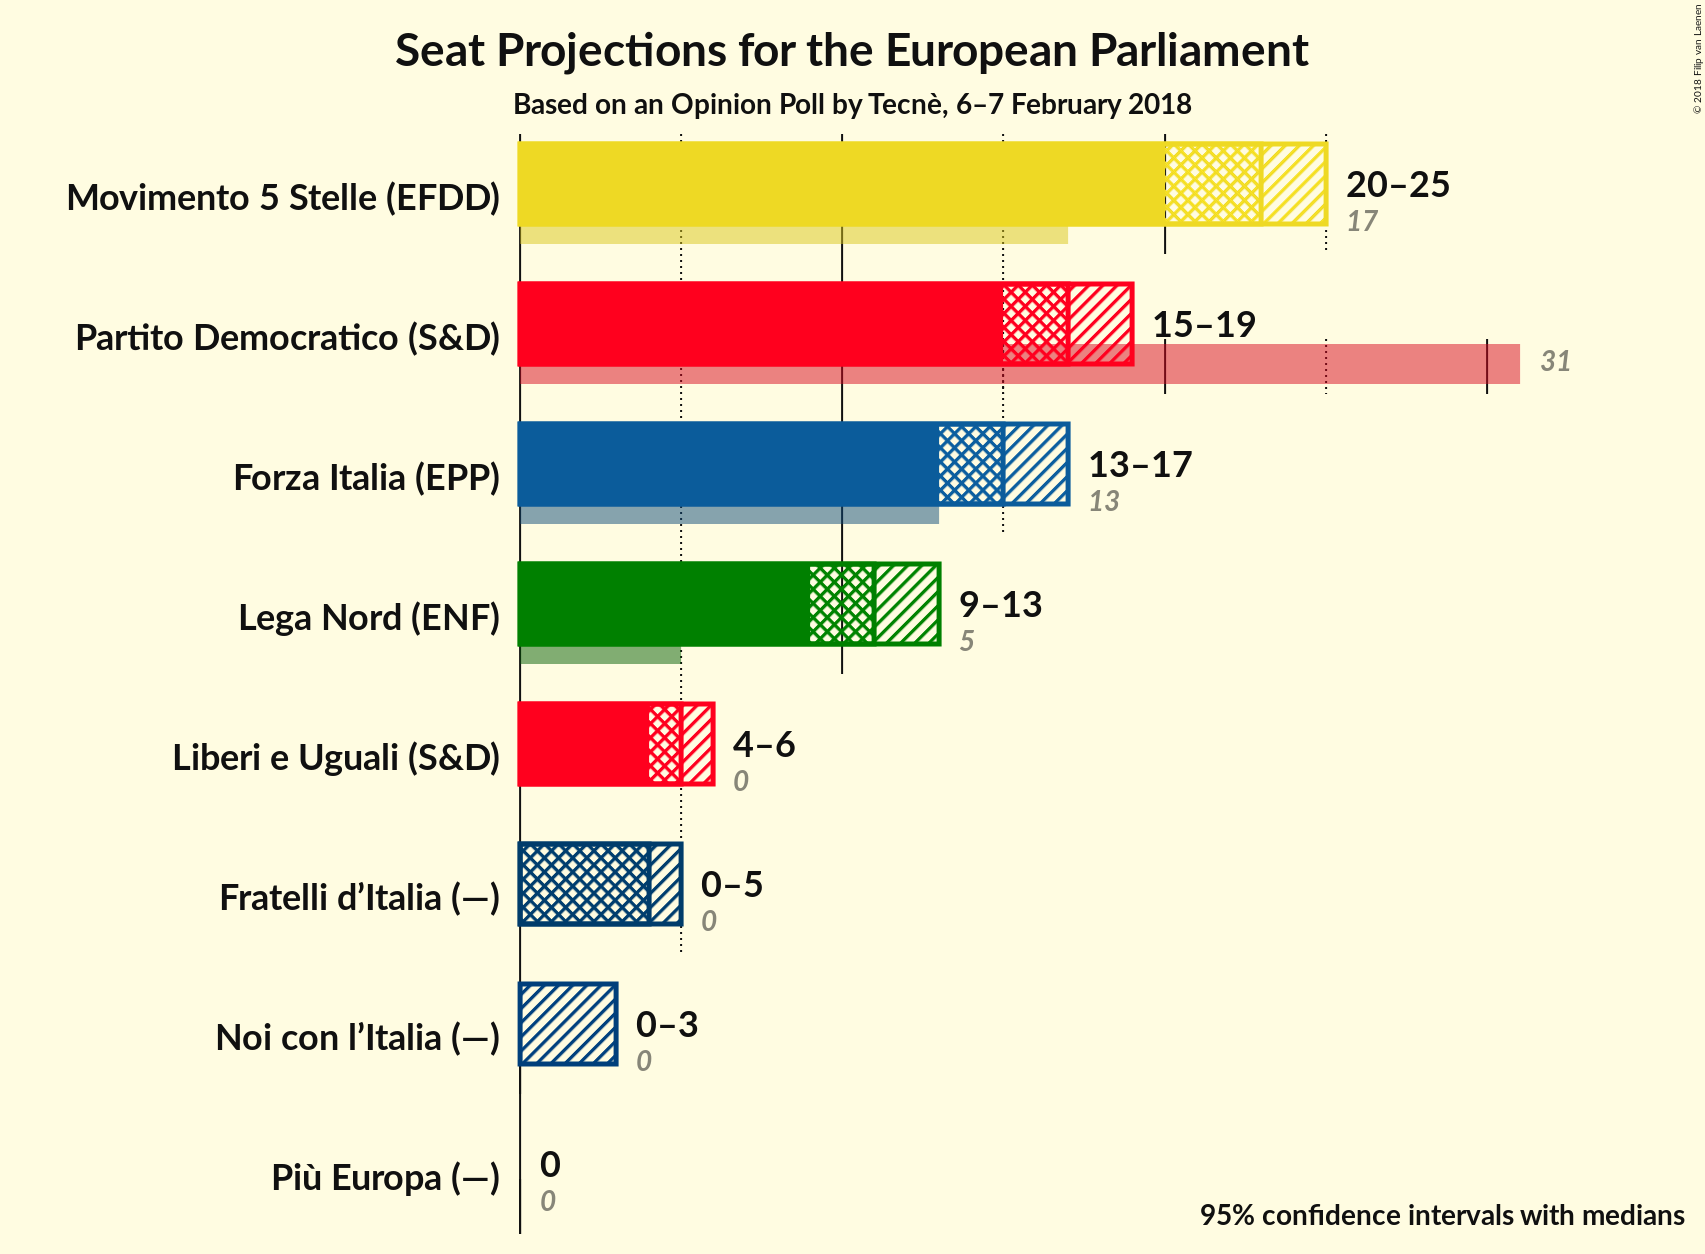 Seat Projections for the European Parliament
Based on an Opinion Poll by Tecnè, 6–7 February 2018
© 2018 Filip van Laenen
Movimento 5 Stelle (EFDD)
20–25
17
Partito Democratico (S&D)
15–19
31
Forza Italia (EPP)
13–17
13
Lega Nord (ENF)
9–13
5
Liberi e Uguali (S&D)
4–6
0
Fratelli d’Italia (—)
0–5
0
Noi con l’Italia (—)
0–3
0
Più Europa (—)
0
0
95% confidence intervals with medians